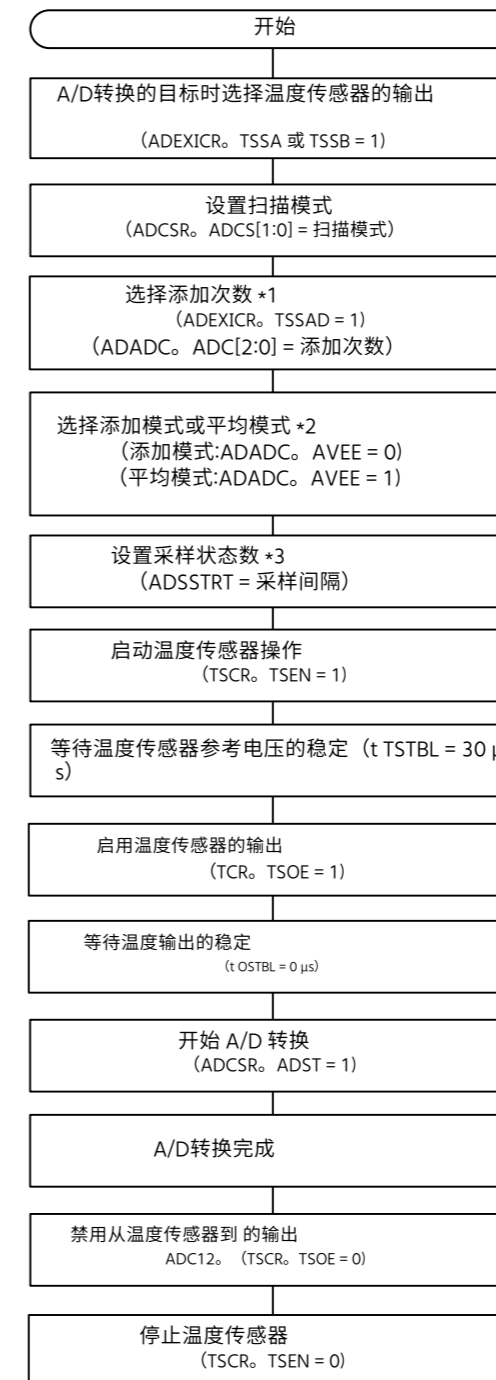 开始
A/D转换的目标时选择温度传感器的输出
（ADEXICR。TSSA 或 TSSB = 1）
设置扫描模式
（ADCSR。ADCS[1:0] = 扫描模式）
选择添加次数 *1
（ADEXICR。TSSAD = 1）
（ADADC。ADC[2:0] = 添加次数）
选择添加模式或平均模式 *2
（添加模式:ADADC。AVEE = 0）
（平均模式:ADADC。AVEE = 1）
设置采样状态数 *3
（ADSSTRT = 采样间隔）
启动温度传感器操作
（TSCR。TSEN = 1）
等待温度传感器参考电压的稳定（t TSTBL = 30 μ
s）
启用温度传感器的输出
（TCR。TSOE = 1）
等待温度输出的稳定
（t OSTBL = 0 μs）
开始 A/D 转换
（ADCSR。ADST = 1）
A/D转换完成
禁用从温度传感器到 的输出
ADC12。（TSCR。TSOE = 0）
停止温度传感器
（TSCR。TSEN = 0）